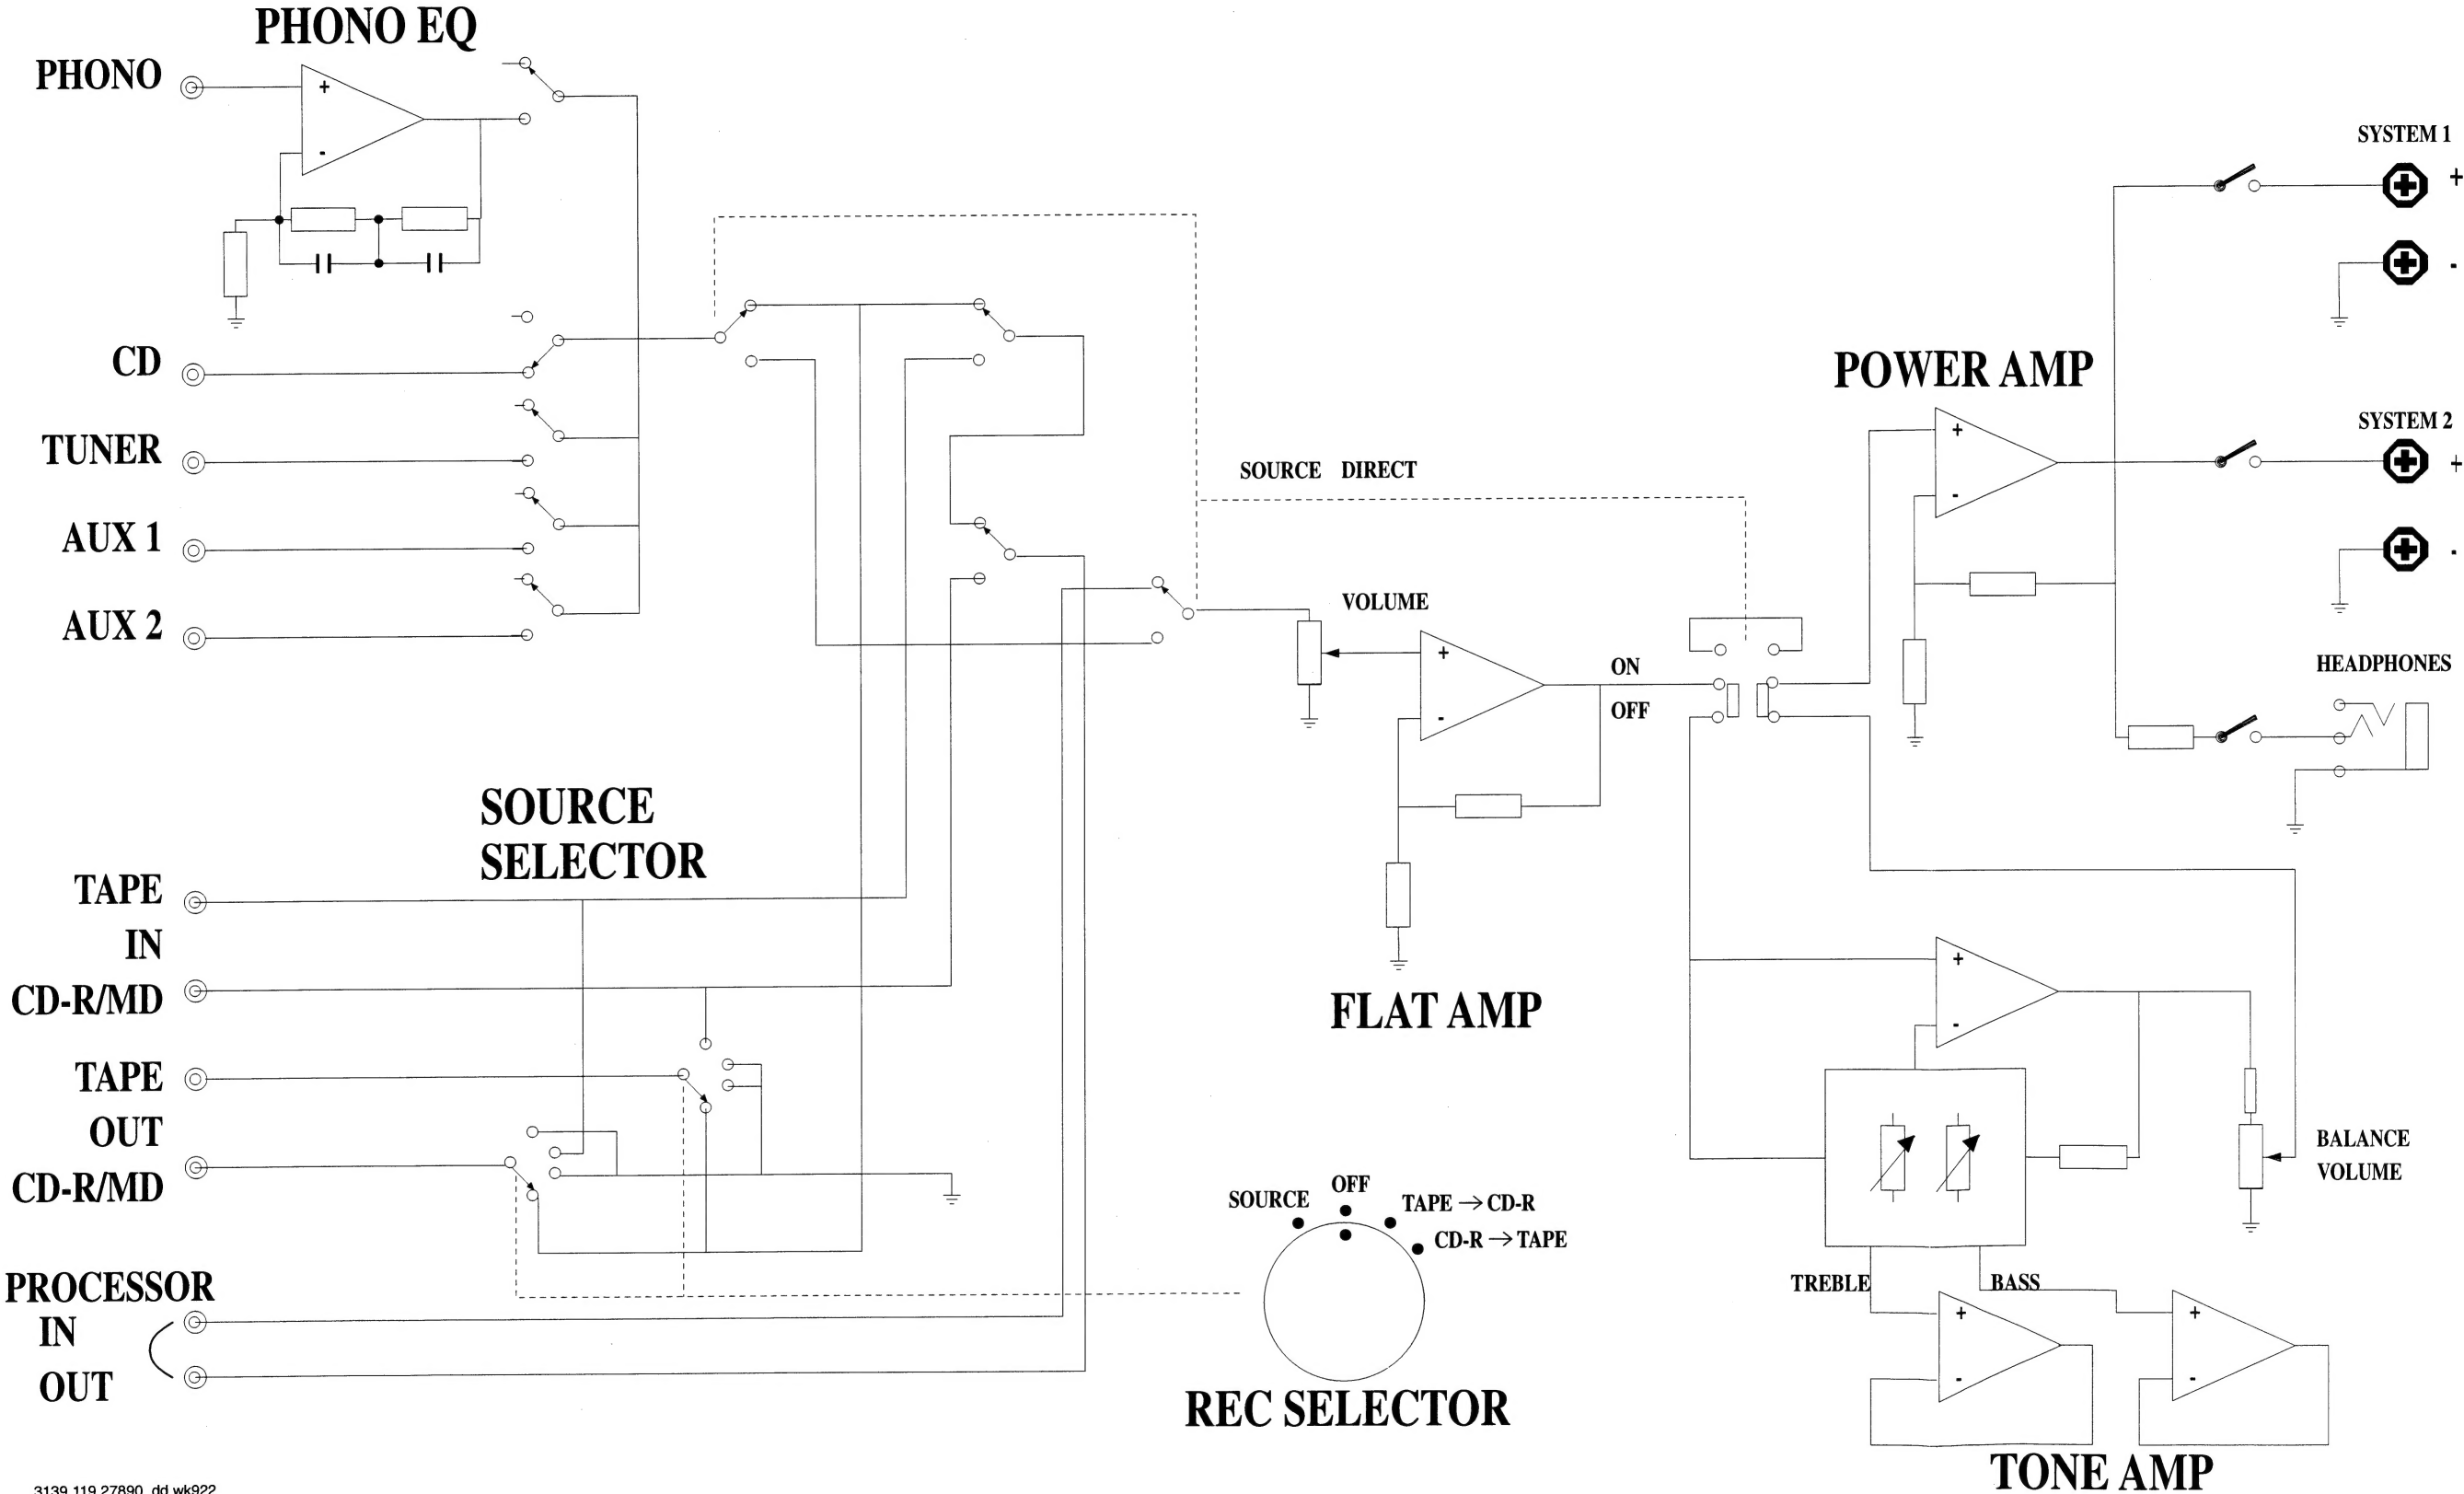 PHONO EQ
PHONO
+
-
CD
TUNER
AUX 1
AUX 2
SOURCE
SELECTOR
TAPE
IN
CD-R/MD
TAPE
OUT
CD-R/MD
PROCESSOR
IN
OUT
SOURCE DIRECT
VOLUME
+
-
ON
OFF
FLAT AMP
SOURCE
OFF
TAPE → CD-R
CD-R → TAPE
REC SELECTOR
POWER AMP
+
-
SYSTEM 1
+
-
SYSTEM 2
+
-
HEADPHONES
+
-
BALANCE
VOLUME
TREBLE
BASS
+
-
+
-
TONE AMP
3139 119 27890 dd wk922